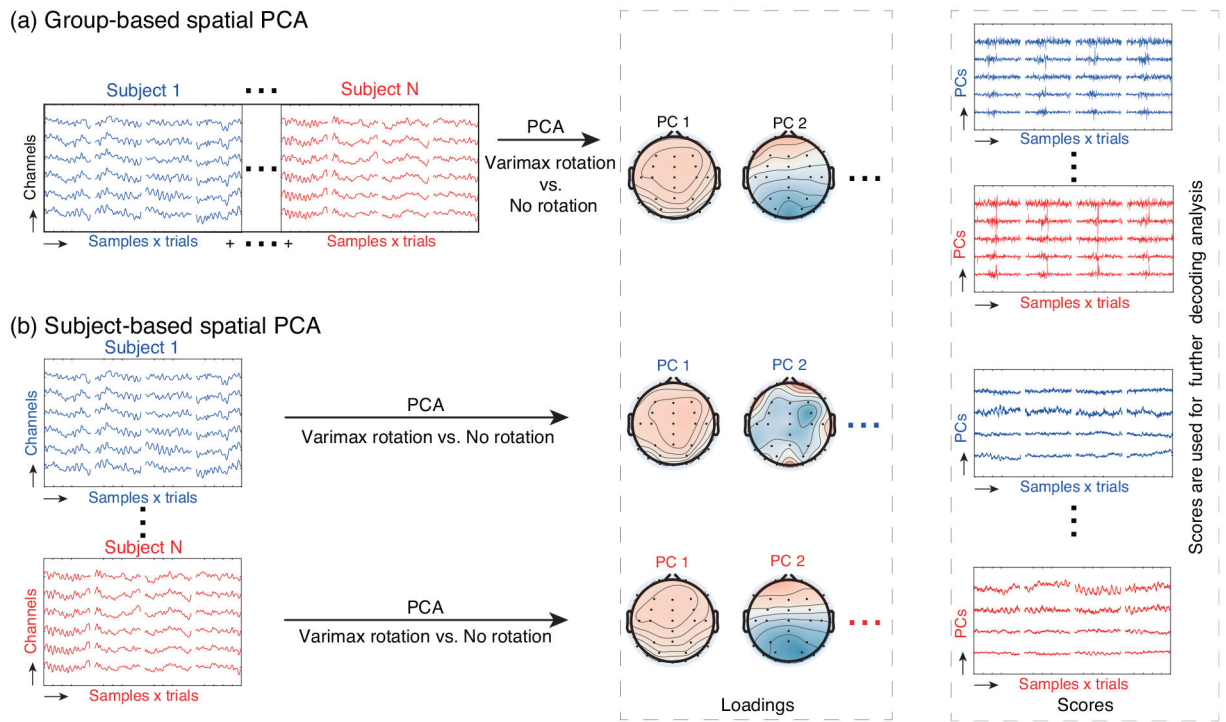 (a) Group-based spatial PCA
Subject 1
Subject N
Channels
Samples x trials
+
+
Samples x trials
PCA
Varimax rotation
vs.
No rotation
PC 1
PC 2
PCs
Samples x trials
PCs
Samples x trials
(b) Subject-based spatial PCA
Subject 1
Channels
Samples x trials
PCA
Varimax rotation vs. No rotation
PC 1
PC 2
PCs
Samples x trials
Subject N
Channels
Samples x trials
PCA
Varimax rotation vs. No rotation
PC 1
PC 2
PCs
Samples x trials
Loadings
Scores
Scores are used for further decoding analysis